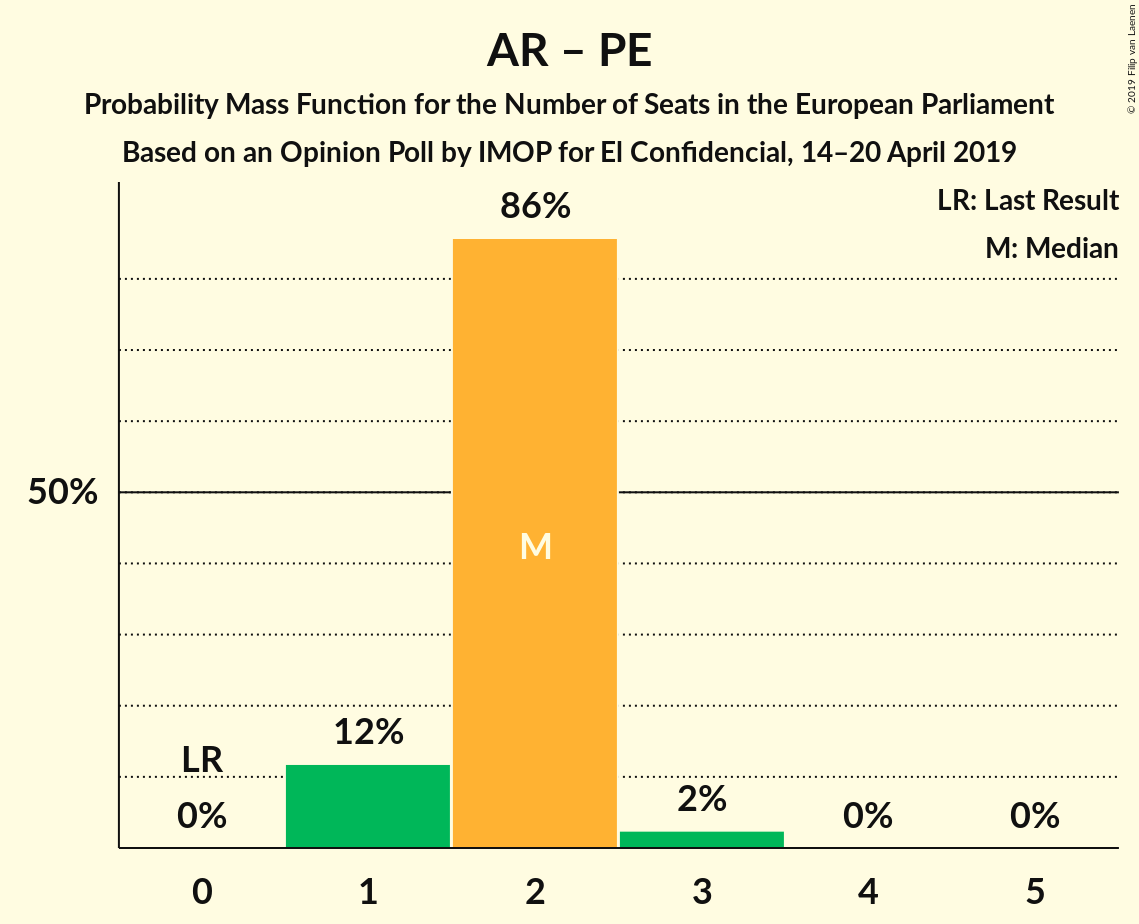 AR – PE
Probability Mass Function for the Number of Seats in the European Parliament
Based on an Opinion Poll by IMOP for El Confidencial, 14–20 April 2019
© 2019 Filip van Laenen
LR: Last Result
M: Median
86%
50%
M
12%
LR
0%
2%
0%
0%
0 1 2 3 4 5